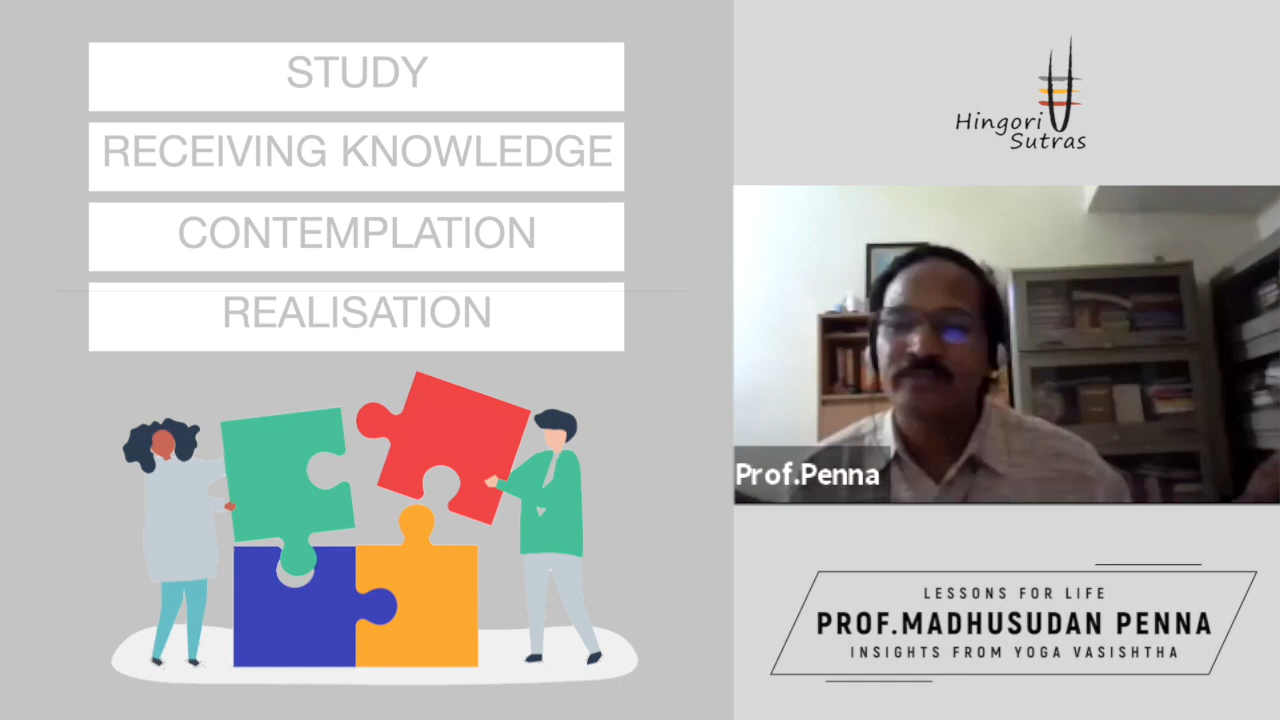 STUDY
RECEIVING KNOWLEDGE
CONTEMPLATION
REALISATION
Hingori
Sutras
Prof.Penna
LESSONS FOR LIFE
PROF.MADHUSUDAN PENNA
INSIGHTS FROM YOGA VASISHTHA